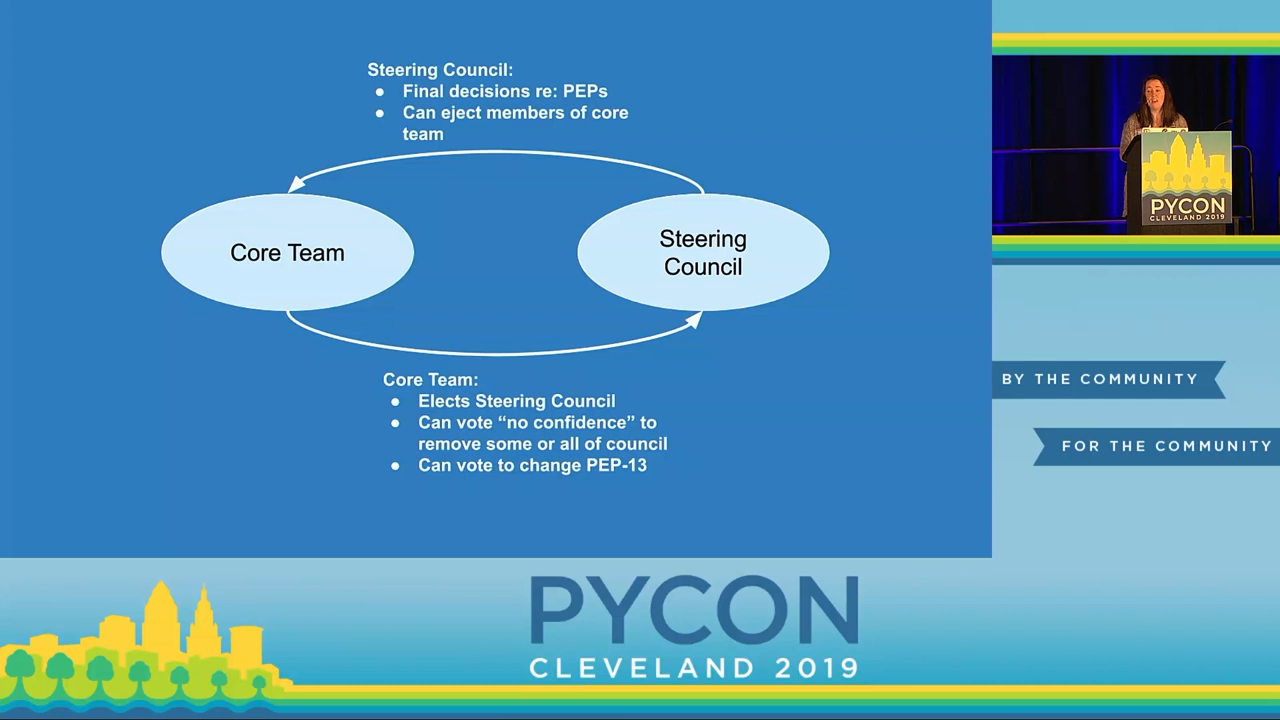 Steering Council:
● Final decisions re: PEPs
● Can eject members of core
team
Core Team
Steering
Council
Core Team:
● Elects Steering Council
● Can vote “no confidence” to
remove some or all of council
● Can vote to change PEP-13
PYCON
CLEVELAND 2019
BY THE COMMUNITY
FOR THE COMMUNITY
PYCON
CLEVELAND 2019